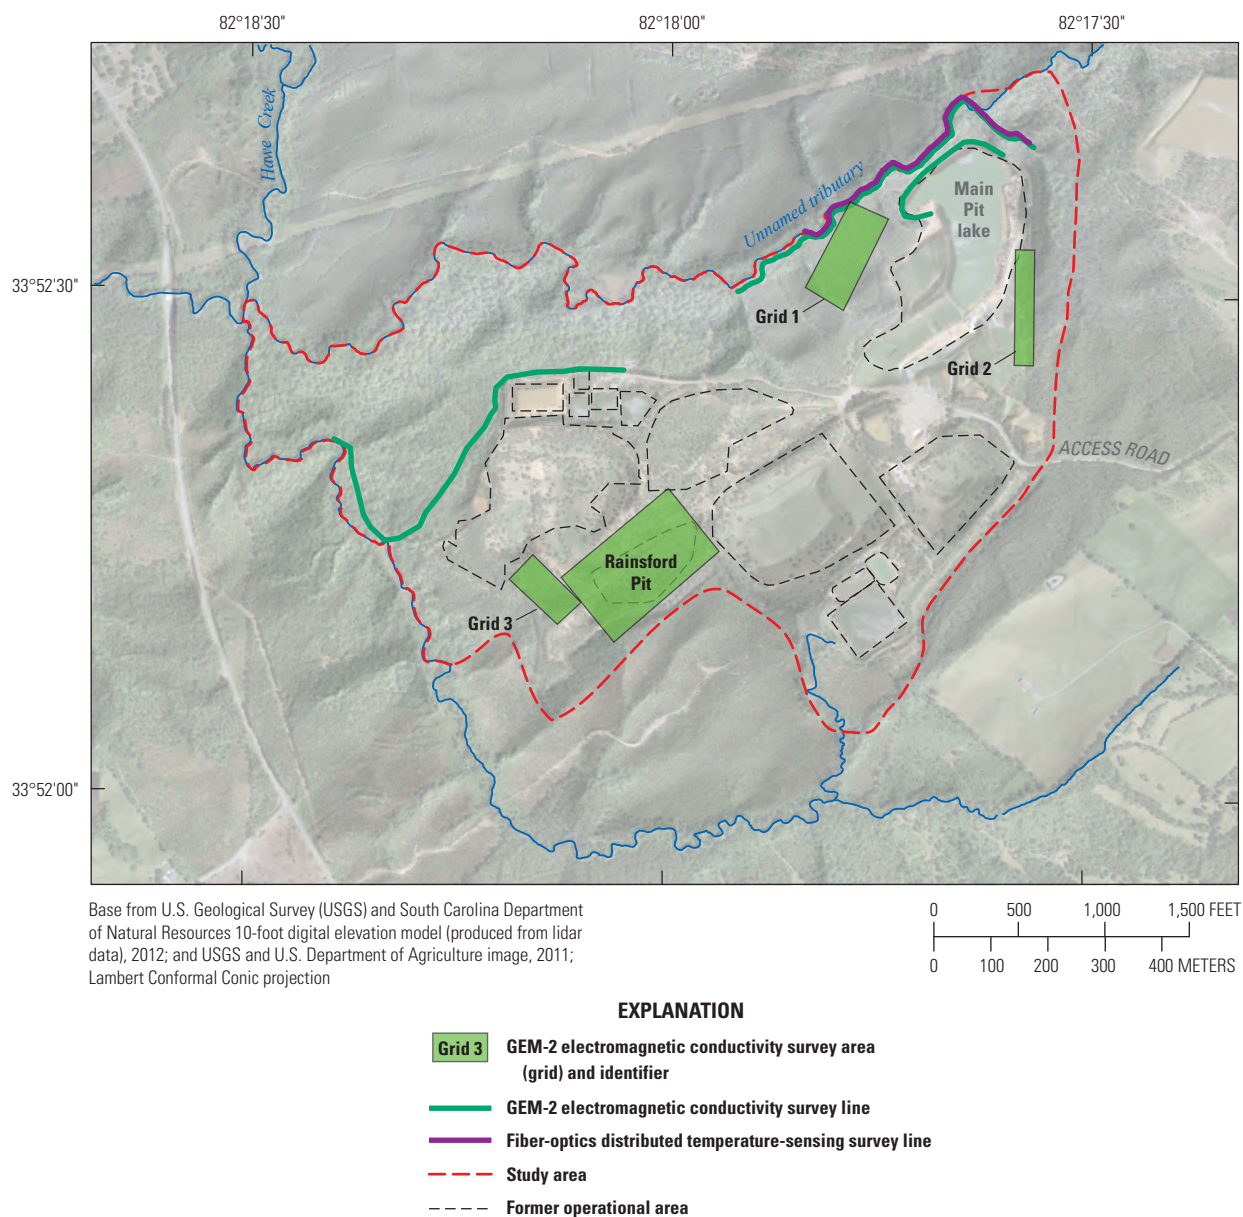 82°18'30"
82°18'00"
82°17'30"
Hawe Creek
Unnamed tributary
Main
Pit
lake
33°52'30"
Grid 1
Grid 2
ACCESS ROAD
Rainsford
Pit
Grid 3
33°52'00"
Base from U.S. Geological Survey (USGS) and South Carolina Department
of Natural Resources 10-foot digital elevation model (produced from lidar
data), 2012; and USGS and U.S. Department of Agriculture image, 2011;
Lambert Conformal Conic projection
0 500 1,000 1,500 FEET
0 100 200 300 400 METERS
EXPLANATION
Grid 3 GEM-2 electromagnetic conductivity survey area
(grid) and identifier
GEM-2 electromagnetic conductivity survey line
Fiber-optics distributed temperature-sensing survey line
Study area
Former operational area